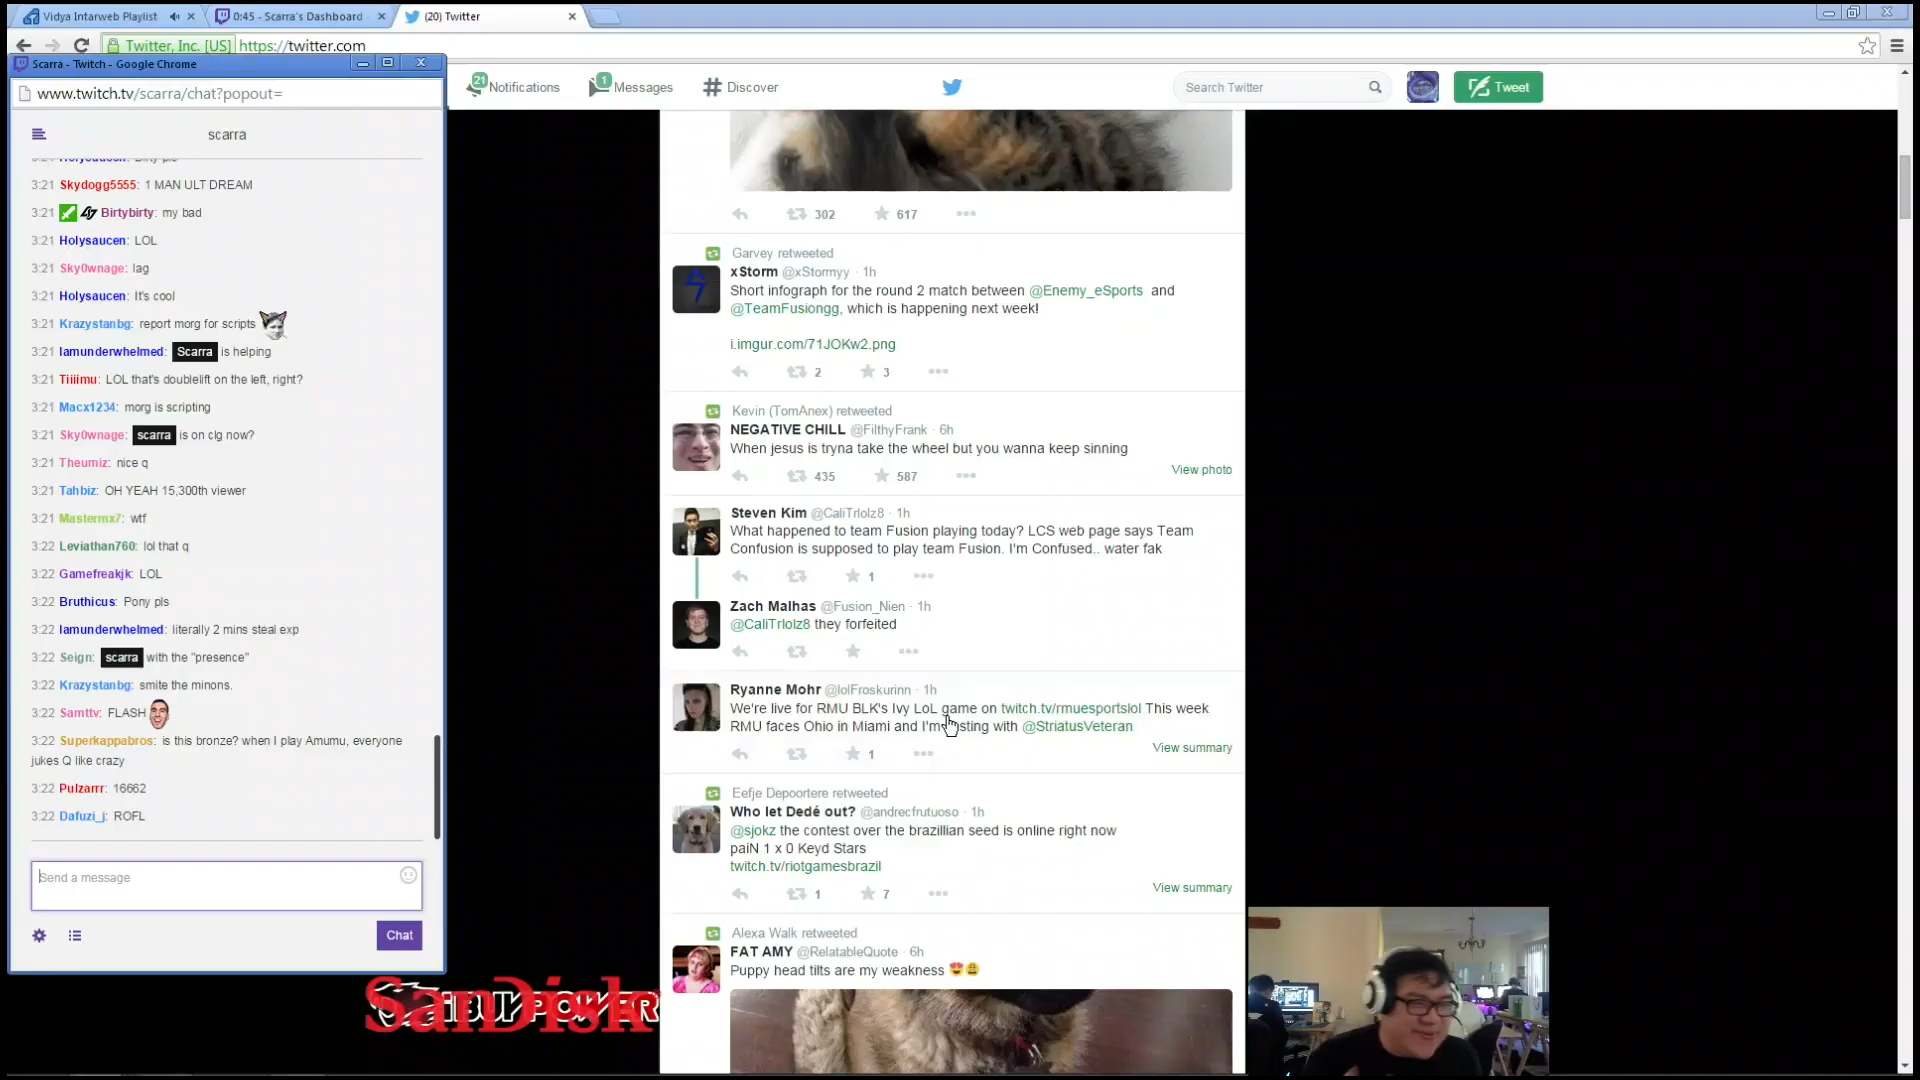 Vidya Intarweb Playlist
0:45 - Scarra's Dashboard
(20) Twitter
Twitter, Inc. [US] https://twitter.com
Scarra - Twitch - Google Chrome
www.twitch.tv/scarra/chat?popout=
scarra
3:21 Skydogg5555: 1 MAN ULT DREAM
3:21 Birtybirty: my bad
3:21 Holysaucen: LOL
3:21 Sky0wnage: lag
3:21 Holysaucen: It's cool
3:21 Krazystanbg: report morg for scripts
3:21 Iamunderwhelmed: Scarra is helping
3:21 Tiiiimu: LOL that's doublelift on the left, right?
3:21 Macx1234: morg is scripting
3:21 Sky0wnage: scarra is on clg now?
3:21 Theumiz: nice q
3:21 Tahbiz: OH YEAH 15,300th viewer
3:21 Mastermx7: wtf
3:22 Leviathan760: lol that q
3:22 Gamefreakjk: LOL
3:22 Bruthicus: Pony pls
3:22 Iamunderwhelmed: literally 2 mins steal exp
3:22 Seign: scarra with the "presence"
3:22 Krazystanbg: smite the minons.
3:22 Samttv: FLASH
3:22 Superkappabros: is this bronze? when I play Amumu, everyone
jukes Q like crazy
3:22 Pulzarrr: 16662
3:22 Dafuzi_j: ROFL
Send a message
Chat
21 Notifications
1 Messages
Discover
Search Twitter
Tweet
302 617
Garvey retweeted
xStorm @xStormyy · 1h
Short infograph for the round 2 match between @Enemy_eSports and
@TeamFusiongg, which is happening next week!
i.imgur.com/71JOKw2.png
2 3
Kevin (TomAnex) retweeted
NEGATIVE CHILL @FilthyFrank · 6h
When jesus is tryna take the wheel but you wanna keep sinning
View photo
435 587
Steven Kim @CaliTrlolz8 · 1h
What happened to team Fusion playing today? LCS web page says Team
Confusion is supposed to play team Fusion. I'm Confused.. water fak
1
Zach Malhas @Fusion_Nien · 1h
@CaliTrlolz8 they forfeited
Ryanne Mohr @lolFroskurinn · 1h
We're live for RMU BLK's Ivy LoL game on twitch.tv/rmuesportslol This week
RMU faces Ohio in Miami and I'm sting with @StriatusVeteran
View summary
1
Eefje Depoortere retweeted
Who let Dedé out? @andrecfrutuoso · 1h
@sjokz the contest over the brazillian seed is online right now
paiN 1 x 0 Keyd Stars
twitch.tv/riotgamesbrazil
View summary
1 7
Alexa Walk retweeted
FAT AMY @RelatableQuote · 6h
Puppy head tilts are my weakness
SanDisk
iBUYPOWER